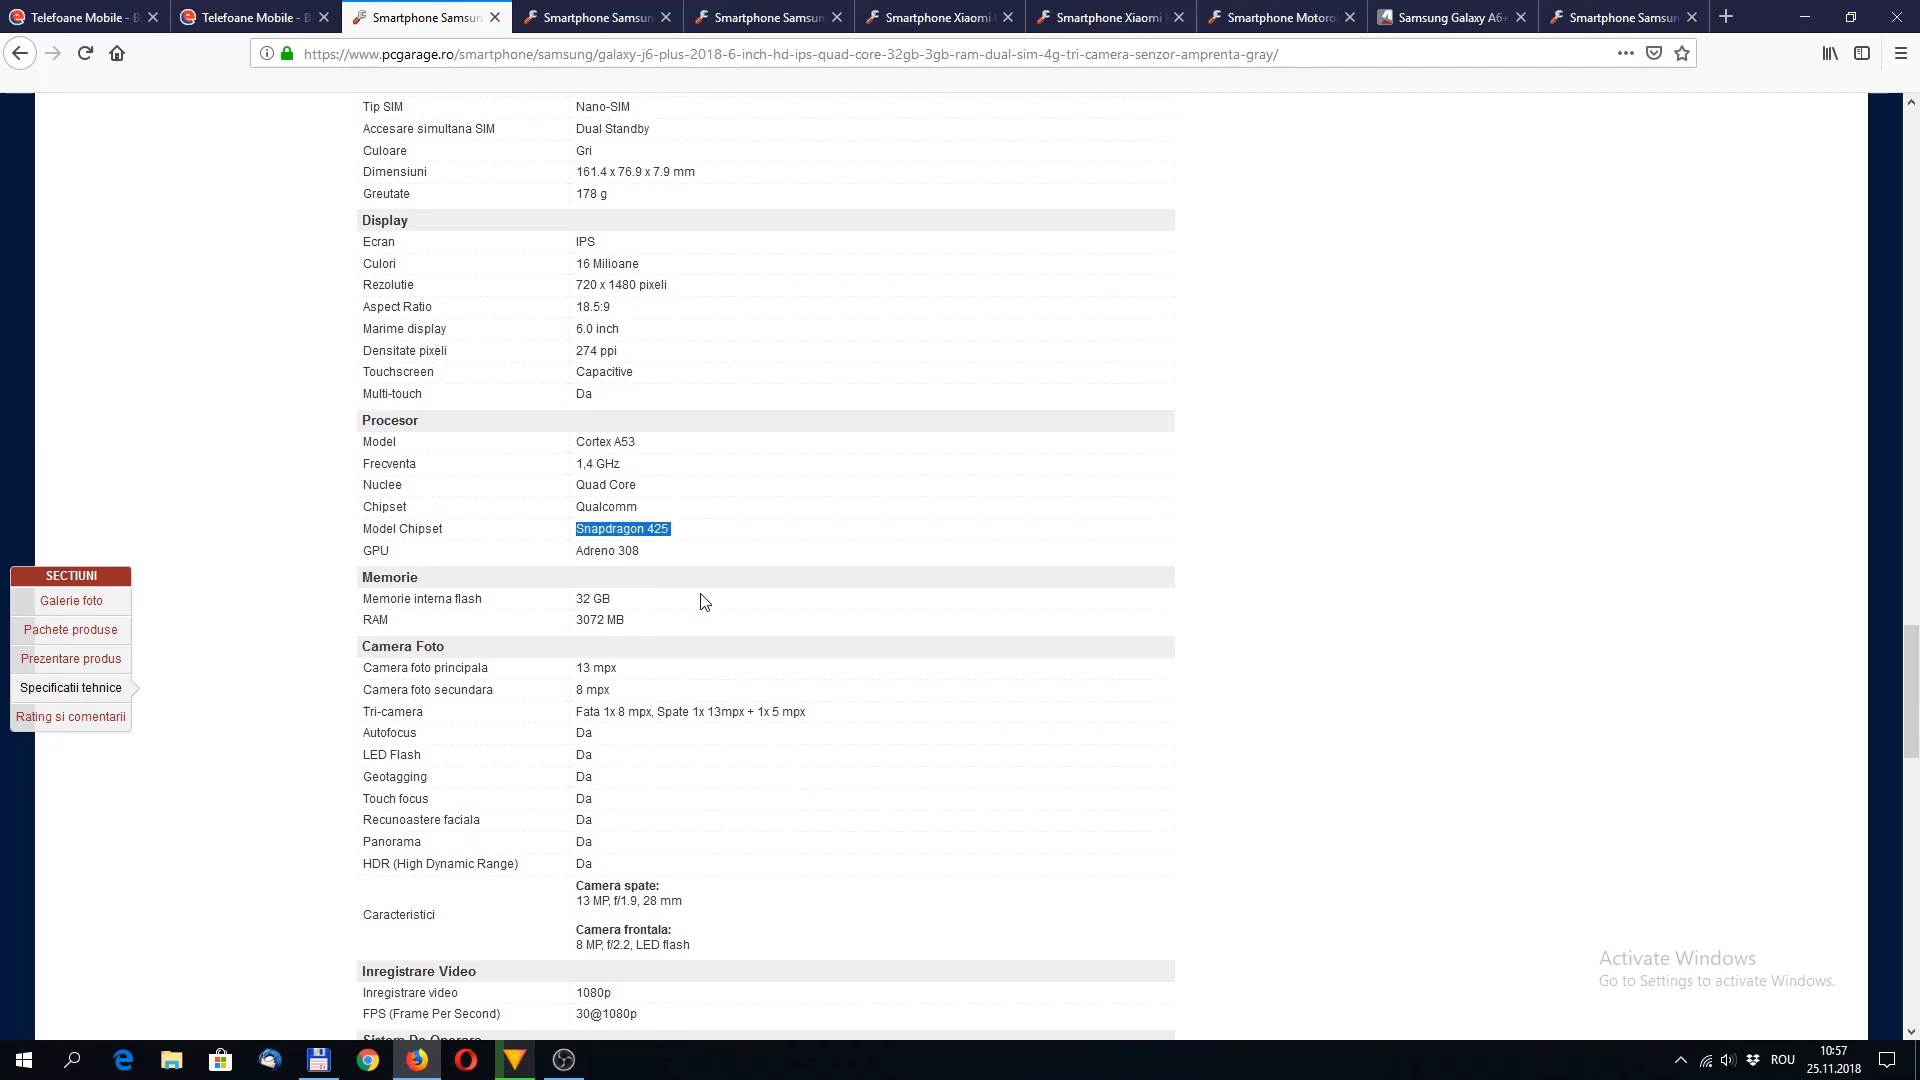 Telefoane Mobile - B
Telefoane Mobile - B
Smartphone Samsun
Smartphone Samsun
Smartphone Samsun
Smartphone Xiaomi
Smartphone Xiaomi
Smartphone Motorol
Samsung Galaxy A6+
Smartphone Samsun
https://www.pcgarage.ro/smartphone/samsung/galaxy-j6-plus-2018-6-inch-hd-ips-quad-core-32gb-3gb-ram-dual-sim-4g-tri-camera-senzor-amprenta-gray/
Tip SIM Nano-SIM
Accesare simultana SIM Dual Standby
Culoare Gri
Dimensiuni 161.4 x 76.9 x 7.9 mm
Greutate 178 g
Display
Ecran IPS
Culori 16 Milioane
Rezolutie 720 x 1480 pixeli
Aspect Ratio 18.5:9
Marime display 6.0 inch
Densitate pixeli 274 ppi
Touchscreen Capacitive
Multi-touch Da
Procesor
Model Cortex A53
Frecventa 1,4 GHz
Nuclee Quad Core
Chipset Qualcomm
Model Chipset Snapdragon 425
GPU Adreno 308
Memorie
Memorie interna flash 32 GB
RAM 3072 MB
Camera Foto
Camera foto principala 13 mpx
Camera foto secundara 8 mpx
Tri-camera Fata 1x 8 mpx, Spate 1x 13mpx + 1x 5 mpx
Autofocus Da
LED Flash Da
Geotagging Da
Touch focus Da
Recunoastere faciala Da
Panorama Da
HDR (High Dynamic Range) Da
Caracteristici
Camera spate:
13 MP, f/1.9, 28 mm
Camera frontala:
8 MP, f/2.2, LED flash
Inregistrare Video
Inregistrare video 1080p
FPS (Frame Per Second) 30@1080p
Sistem De Operare
SECTIUNI
Galerie foto
Pachete produse
Prezentare produs
Specificatii tehnice
Rating si comentarii
Activate Windows
Go to Settings to activate Windows.
ROU
10:57
25.11.2018